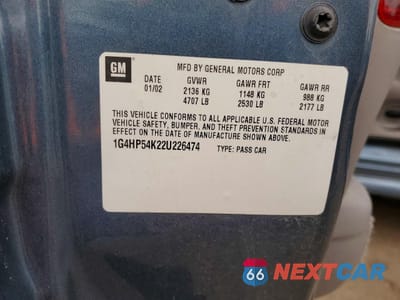 GM
MFD BY GENERAL MOTORS CORP
DATE GVWR GAWR FRT GAWR RR
01/02 2136 KG 1148 KG 988 KG
4707 LB 2530 LB 2177 LB
THIS VEHICLE CONFORMS TO ALL APPLICABLE U.S. FEDERAL MOTOR
VEHICLE SAFETY, BUMPER, AND THEFT PREVENTION STANDARDS IN
EFFECT ON THE DATE OF MANUFACTURE SHOWN ABOVE.
1G4HP54K22U226474 TYPE: PASS CAR
66 NEXTCAR